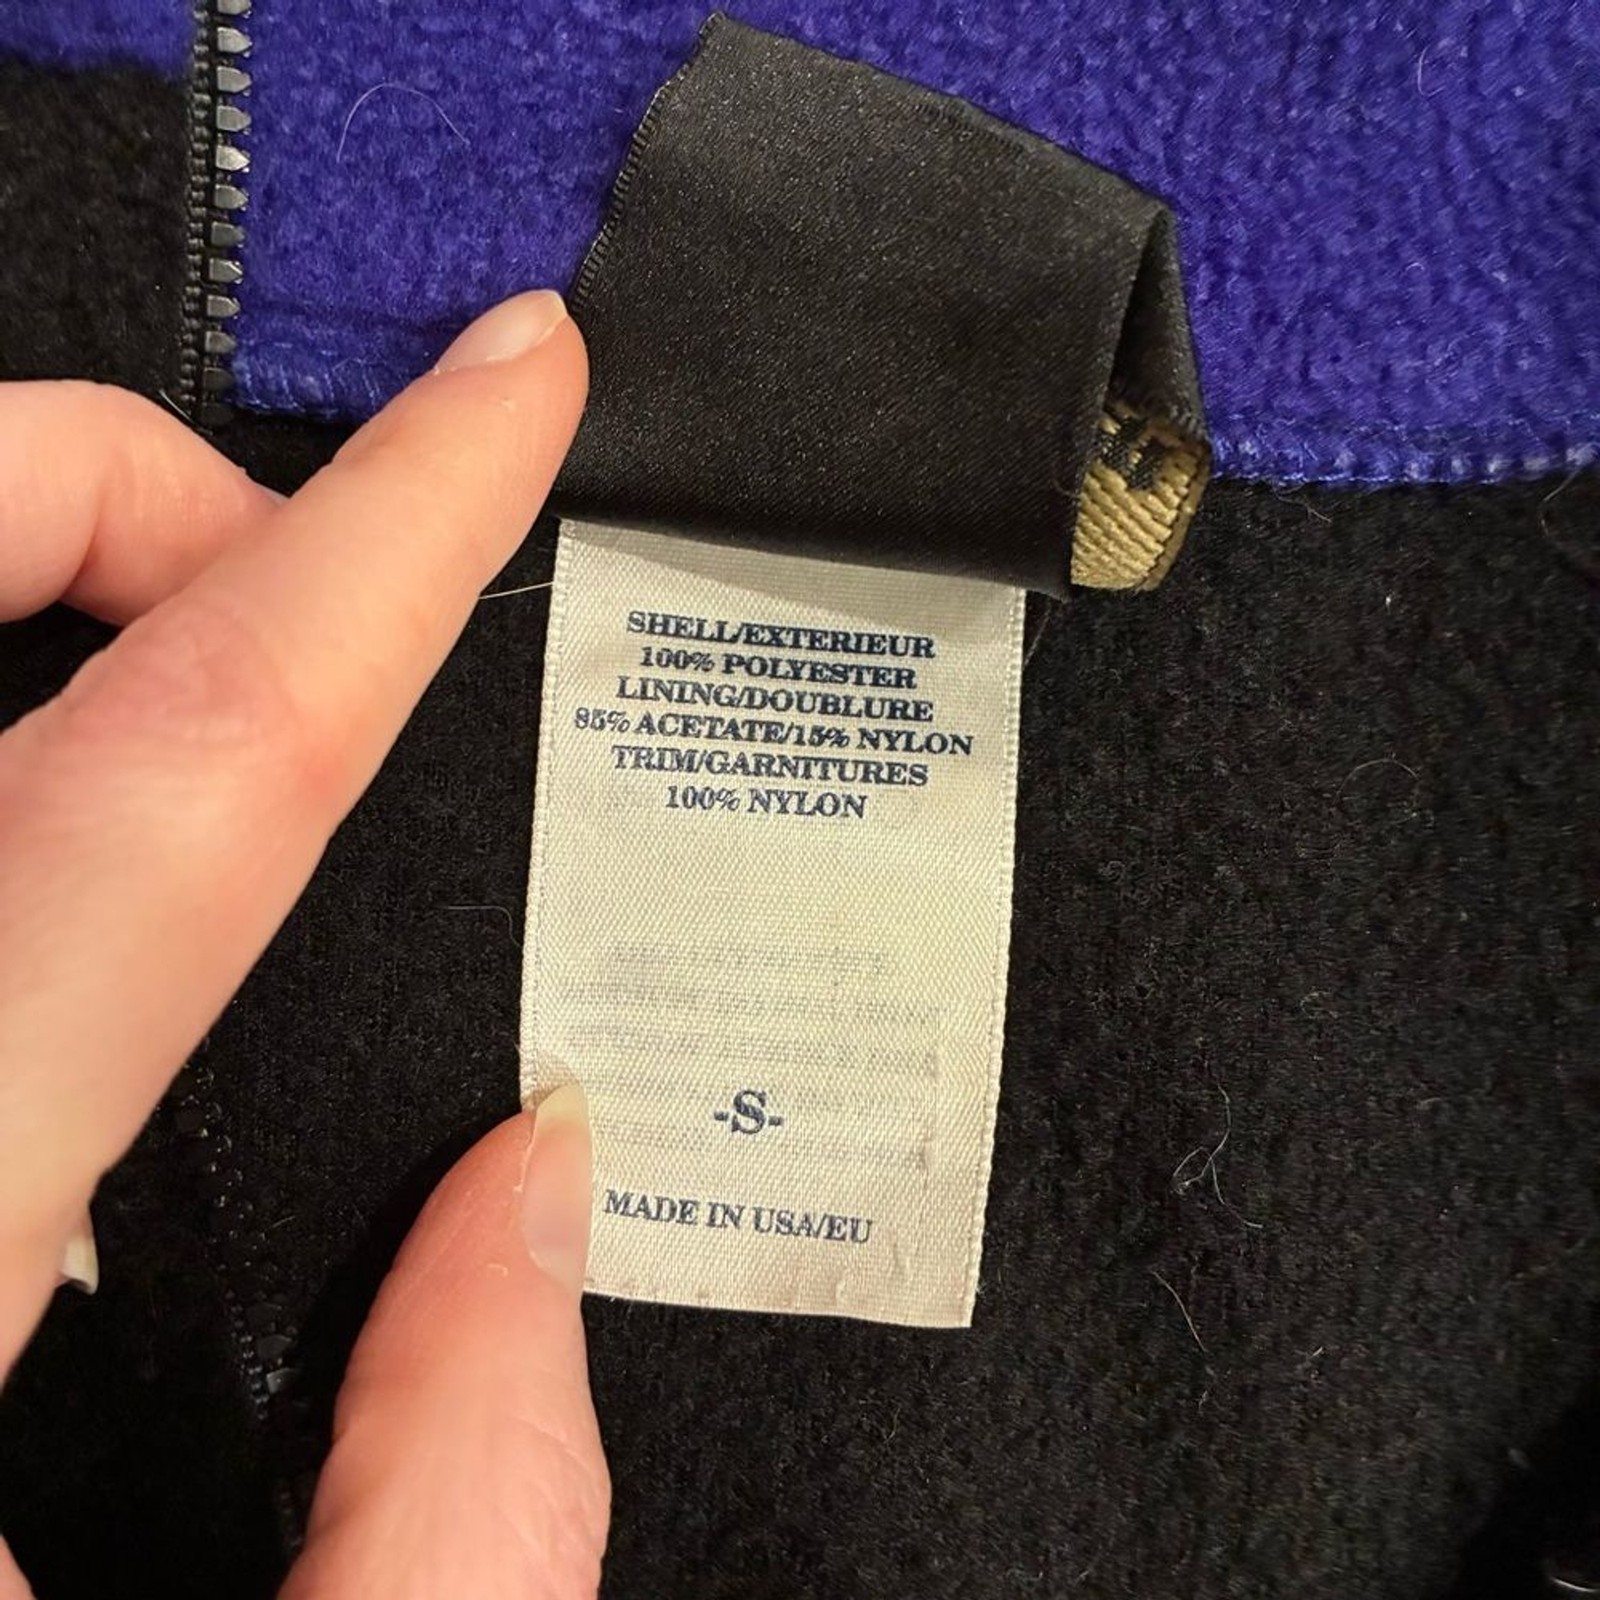 SHELL/EXTERIEUR
100% POLYESTER
LINING/DOUBLURE
85% ACETATE/15% NYLON
TRIM/GARNITURES
100% NYLON
-S-
MADE IN USA/EU